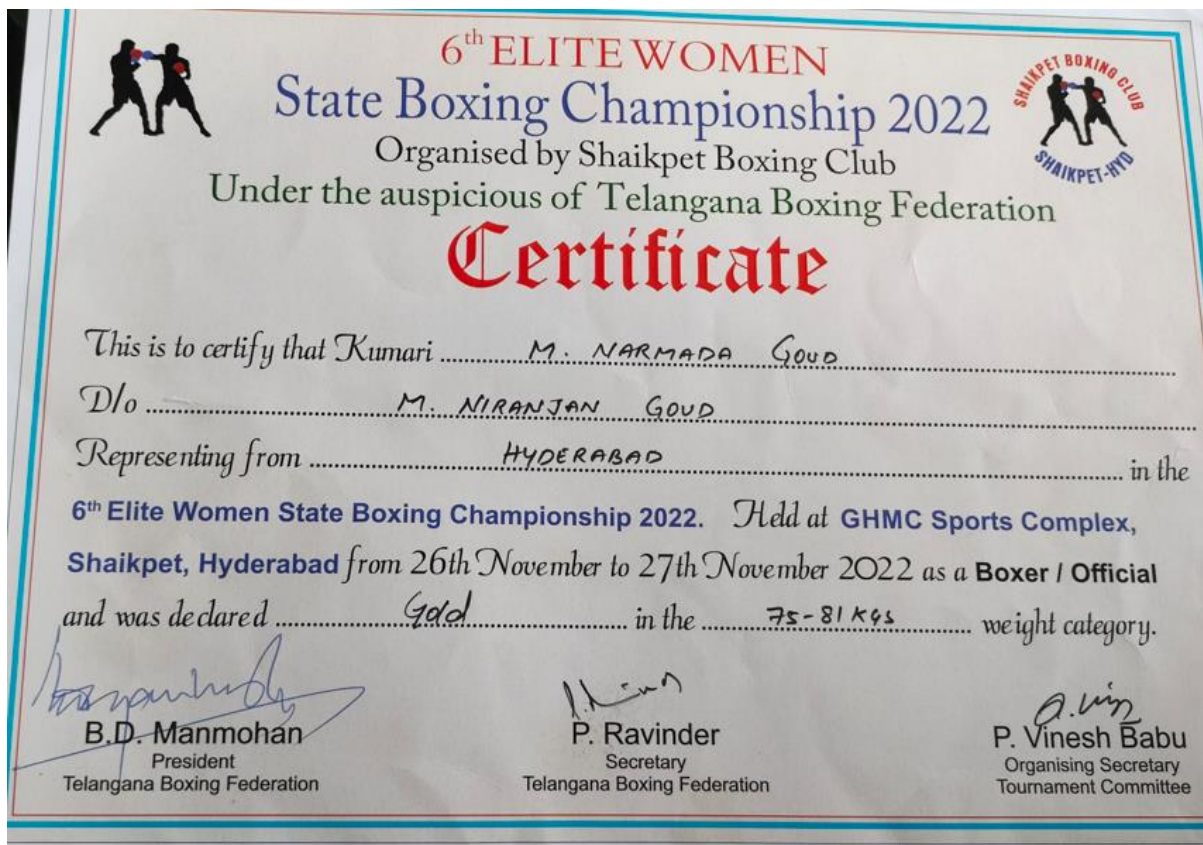 6th ELITE WOMEN
State Boxing Championship 2022
Organised by Shaikpet Boxing Club
Under the auspicious of Telangana Boxing Federation
SHAIKPET BOXING CLUB
SHAIKPET-HYD
Certificate
This is to certify that Kumari M. NARMADA GOUD
D/o M. NIRANJAN GOUD
Representing from HYDERABAD in the
6th Elite Women State Boxing Championship 2022. Held at GHMC Sports Complex,
Shaikpet, Hyderabad from 26th November to 27th November 2022 as a Boxer / Official
and was declared Gold in the 75-81 KGS weight category.
B.D. Manmohan
President
Telangana Boxing Federation
P. Ravinder
Secretary
Telangana Boxing Federation
P. Vinesh Babu
Organising Secretary
Tournament Committee